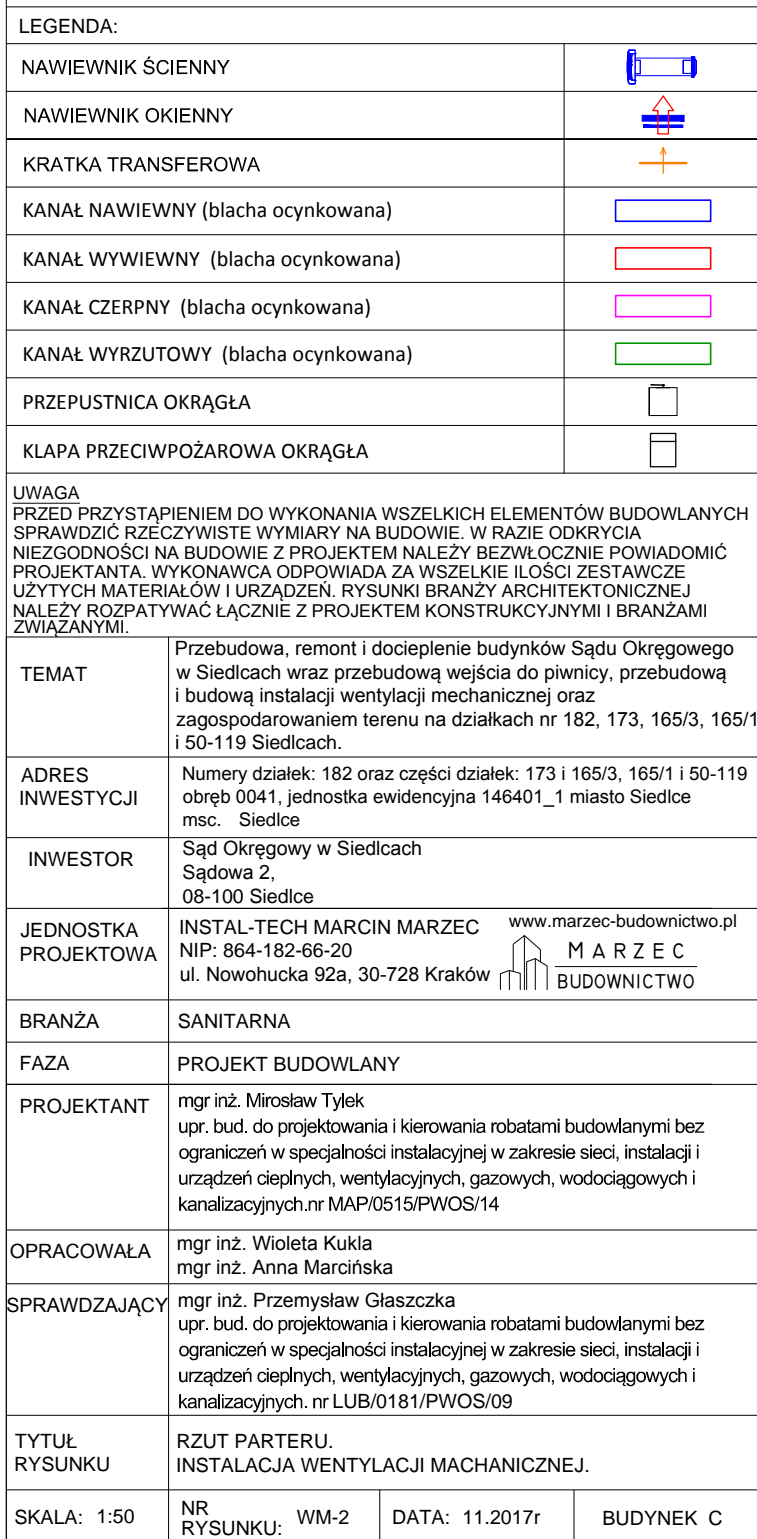 LEGENDA:
NAWIEWNIK ŚCIENNY
NAWIEWNIK OKIENNY
KRATKA TRANSFEROWA
KANAŁ NAWIEWNY (blacha ocynkowana)
KANAŁ WYWIEWNY (blacha ocynkowana)
KANAŁ CZERPNY (blacha ocynkowana)
KANAŁ WYRZUTOWY (blacha ocynkowana)
PRZEPUSTNICA OKRĄGŁA
KLAPA PRZECIWPOŻAROWA OKRĄGŁA
UWAGA
PRZED PRZYSTĄPIENIEM DO WYKONANIA WSZELKICH ELEMENTÓW BUDOWLANYCH
SPRAWDZIĆ RZECZYWISTE WYMIARY NA BUDOWIE. W RAZIE ODKRYCIA
NIEZGODNOŚCI NA BUDOWIE Z PROJEKTEM NALEŻY BEZWŁOCZNIE POWIADOMIĆ
PROJEKTANTA. WYKONAWCA ODPOWIADA ZA WSZELKIE ILOŚCI ZESTAWCZE
UŻYTYCH MATERIAŁÓW I URZĄDZEŃ. RYSUNKI BRANŻY ARCHITEKTONICZNEJ
NALEŻY ROZPATYWAĆ ŁĄCZNIE Z PROJEKTEM KONSTRUKCYJNYMI I BRANŻAMI
ZWIĄZANYMI.
TEMAT
Przebudowa, remont i docieplenie budynków Sądu Okręgowego
w Siedlcach wraz przebudową wejścia do piwnicy, przebudową
i budową instalacji wentylacji mechanicznej oraz
zagospodarowaniem terenu na działkach nr 182, 173, 165/3, 165/1
i 50-119 Siedlcach.
ADRES
INWESTYCJI
Numery działek: 182 oraz części działek: 173 i 165/3, 165/1 i 50-119
obręb 0041, jednostka ewidencyjna 146401_1 miasto Siedlce
msc. Siedlce
INWESTOR
Sąd Okręgowy w Siedlcach
Sądowa 2,
08-100 Siedlce
JEDNOSTKA
PROJEKTOWA
INSTAL-TECH MARCIN MARZEC
NIP: 864-182-66-20
ul. Nowohucka 92a, 30-728 Kraków
www.marzec-budownictwo.pl
MARZEC
BUDOWNICTWO
BRANŻA
SANITARNA
FAZA
PROJEKT BUDOWLANY
PROJEKTANT
mgr inż. Mirosław Tylek
upr. bud. do projektowania i kierowania robatami budowlanymi bez
ograniczeń w specjalności instalacyjnej w zakresie sieci, instalacji i
urządzeń cieplnych, wentylacyjnych, gazowych, wodociągowych i
kanalizacyjnych.nr MAP/0515/PWOS/14
OPRACOWAŁA
mgr inż. Wioleta Kukla
mgr inż. Anna Marcińska
SPRAWDZAJĄCY
mgr inż. Przemysław Głaszczka
upr. bud. do projektowania i kierowania robatami budowlanymi bez
ograniczeń w specjalności instalacyjnej w zakresie sieci, instalacji i
urządzeń cieplnych, wentylacyjnych, gazowych, wodociągowych i
kanalizacyjnych. nr LUB/0181/PWOS/09
TYTUŁ
RYSUNKU
RZUT PARTERU.
INSTALACJA WENTYLACJI MACHANICZNEJ.
SKALA: 1:50
NR
RYSUNKU: WM-2
DATA: 11.2017r
BUDYNEK C